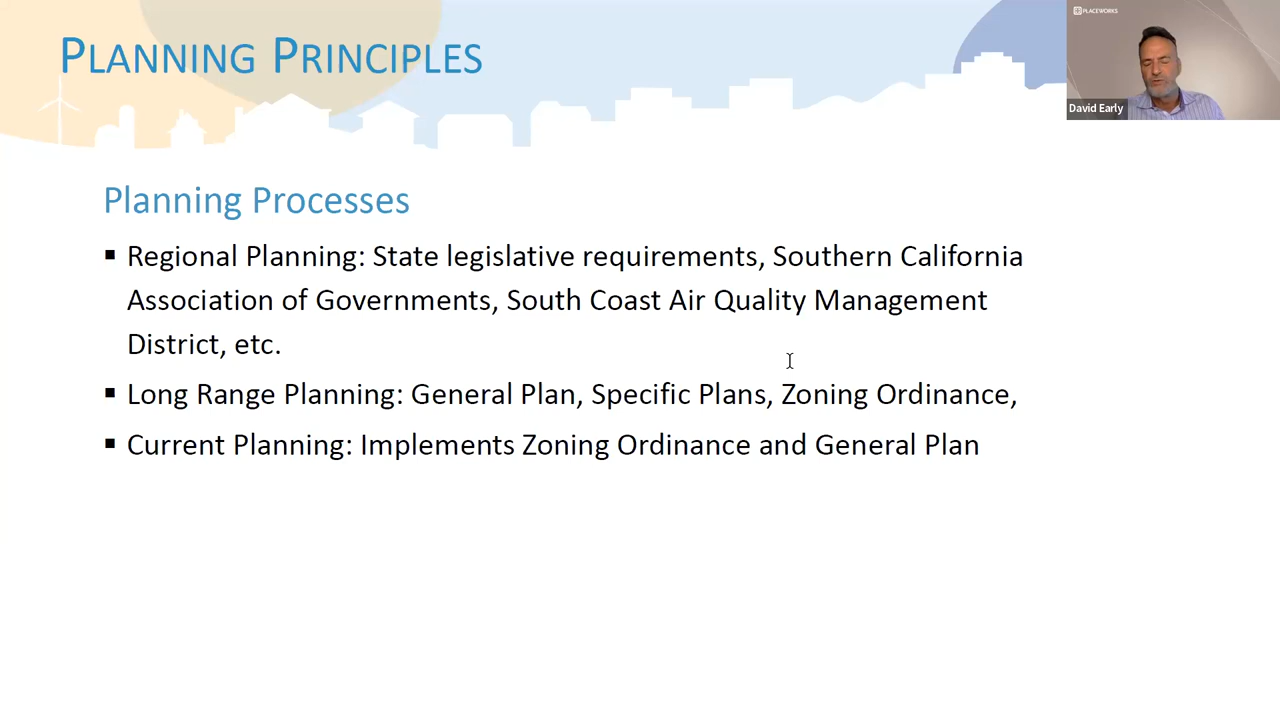 PLANNING PRINCIPLES
PLACEWORKS
David Early
Planning Processes
Regional Planning: State legislative requirements, Southern California
Association of Governments, South Coast Air Quality Management
District, etc.
Long Range Planning: General Plan, Specific Plans, Zoning Ordinance,
Current Planning: Implements Zoning Ordinance and General Plan